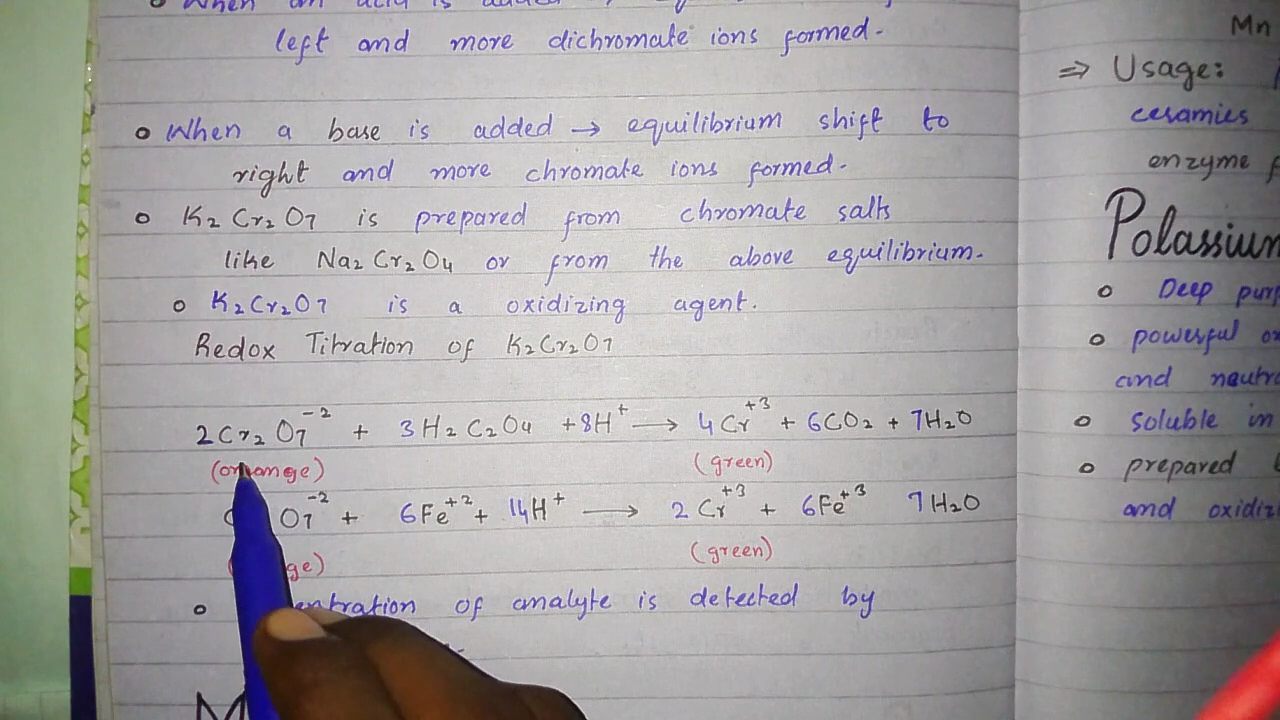 left and more dichromate ions formed.
o When a base is added → equilibrium shift to
right and more chromate ions formed.
o K₂Cr₂O₇ is prepared from chromate salts
like Na₂Cr₂O₄ or from the above equilibrium.
o K₂Cr₂O₇ is a oxidizing agent.
Redox Titration of K₂Cr₂O₇
2Cr₂O₇⁻² + 3H₂C₂O₄ +8H⁺ → 4Cr⁺³ + 6CO₂ + 7H₂O
(orange) (green)
O₇⁻² + 6Fe⁺² + 14H⁺ → 2Cr⁺³ + 6Fe⁺³ 7H₂O
(green)
o of analyte is detected by
Mn
⇒ Usage:
ceramics
enzyme
Potassium
o Deep
o powerful
and
o soluble in
o prepared
and